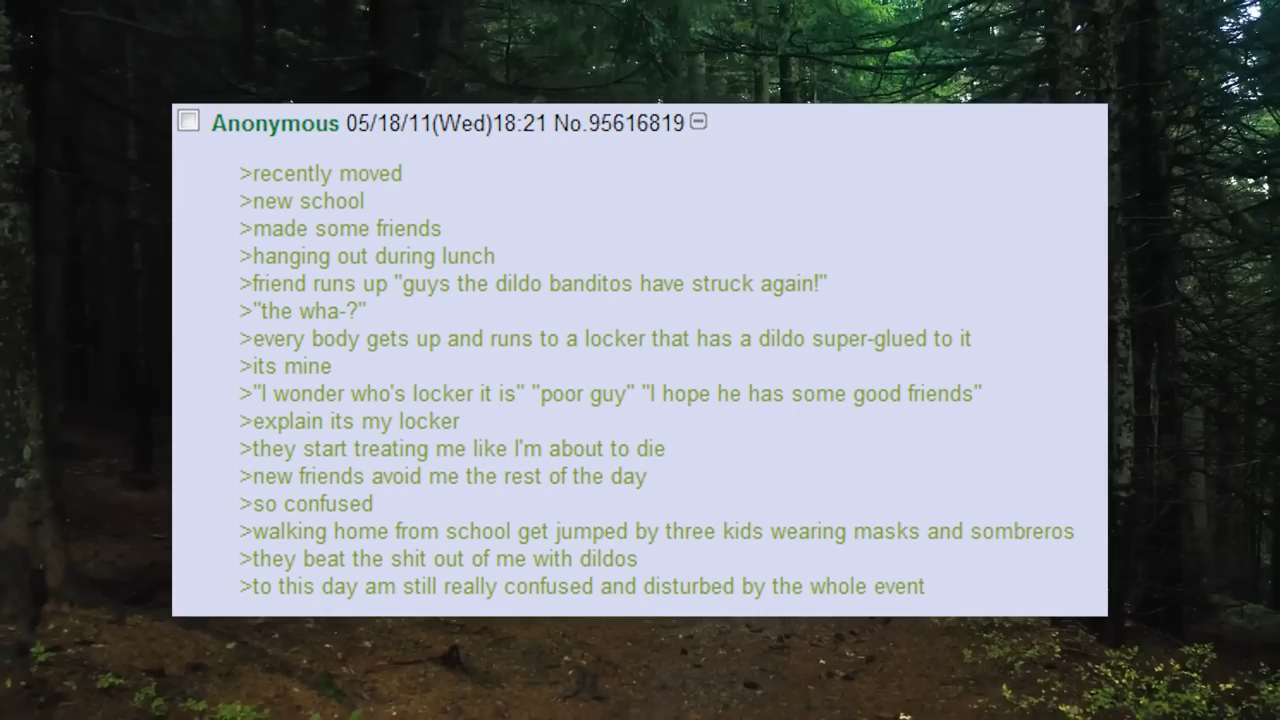 Anonymous 05/18/11(Wed)18:21 No.95616819
>recently moved
>new school
>made some friends
>hanging out during lunch
>friend runs up "guys the dildo banditos have struck again!"
>"the wha-?"
>every body gets up and runs to a locker that has a dildo super-glued to it
>its mine
>"I wonder who's locker it is" "poor guy" "I hope he has some good friends"
>explain its my locker
>they start treating me like I'm about to die
>new friends avoid me the rest of the day
>so confused
>walking home from school get jumped by three kids wearing masks and sombreros
>they beat the shit out of me with dildos
>to this day am still really confused and disturbed by the whole event